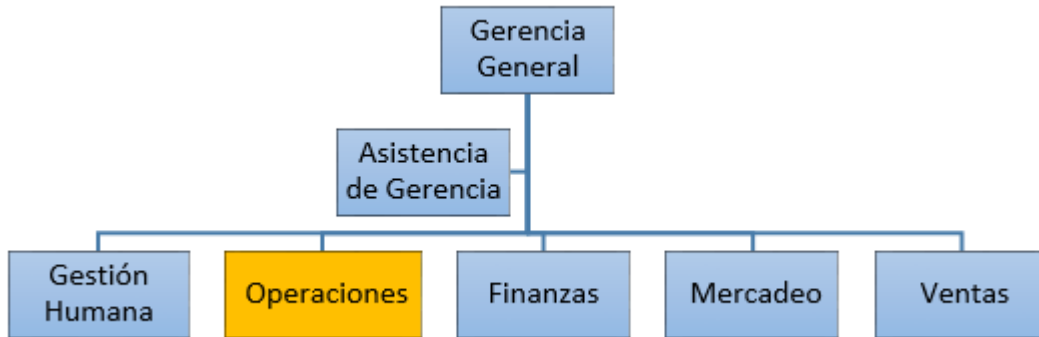 Gerencia
General
Asistencia
de Gerencia
Gestión
Humana
Operaciones
Finanzas
Mercadeo
Ventas